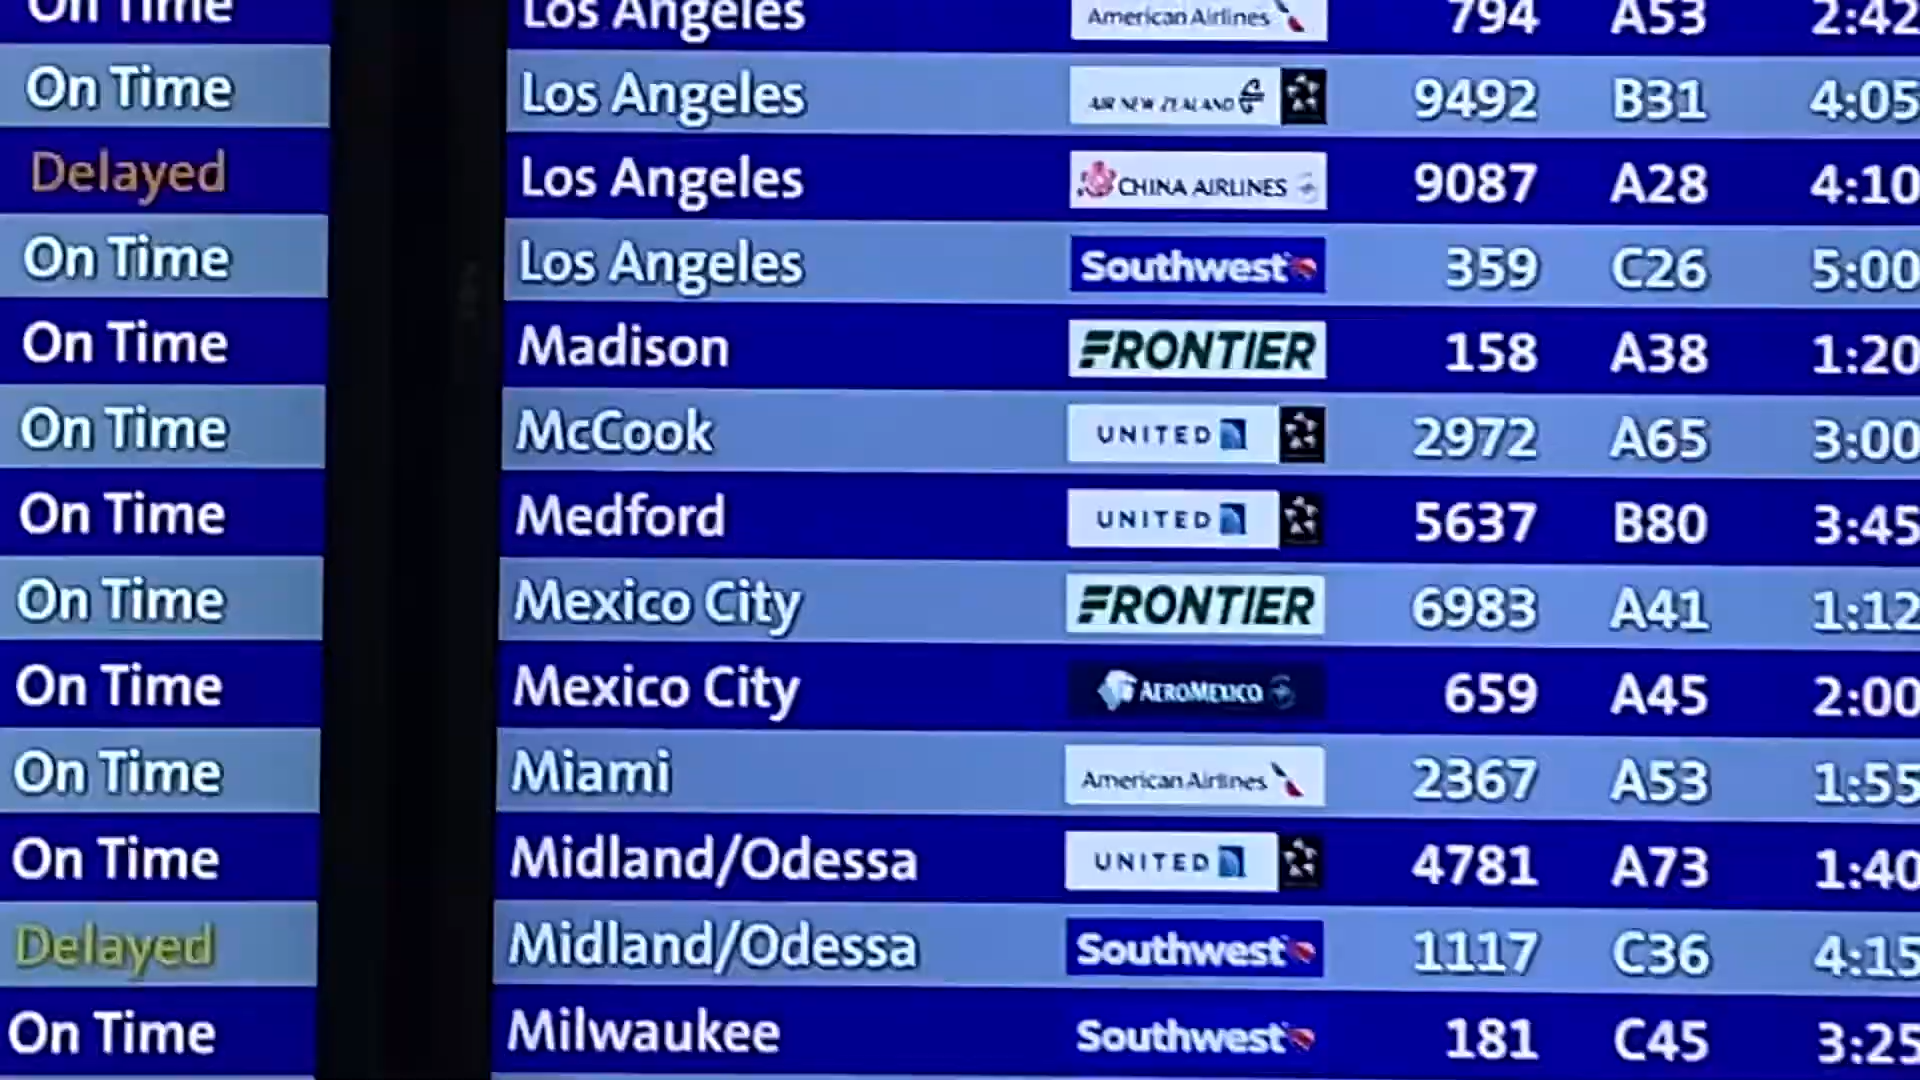 On Time Los Angeles American Airlines 794 A53 2:42
On Time Los Angeles AIR NEW ZEALAND 9492 B31 4:05
Delayed Los Angeles CHINA AIRLINES 9087 A28 4:10
On Time Los Angeles Southwest 359 C26 5:00
On Time Madison FRONTIER 158 A38 1:20
On Time McCook UNITED 2972 A65 3:00
On Time Medford UNITED 5637 B80 3:45
On Time Mexico City FRONTIER 6983 A41 1:12
On Time Mexico City AEROMEXICO 659 A45 2:00
On Time Miami American Airlines 2367 A53 1:55
On Time Midland/Odessa UNITED 4781 A73 1:40
Delayed Midland/Odessa Southwest 1117 C36 4:15
On Time Milwaukee Southwest 181 C45 3:25